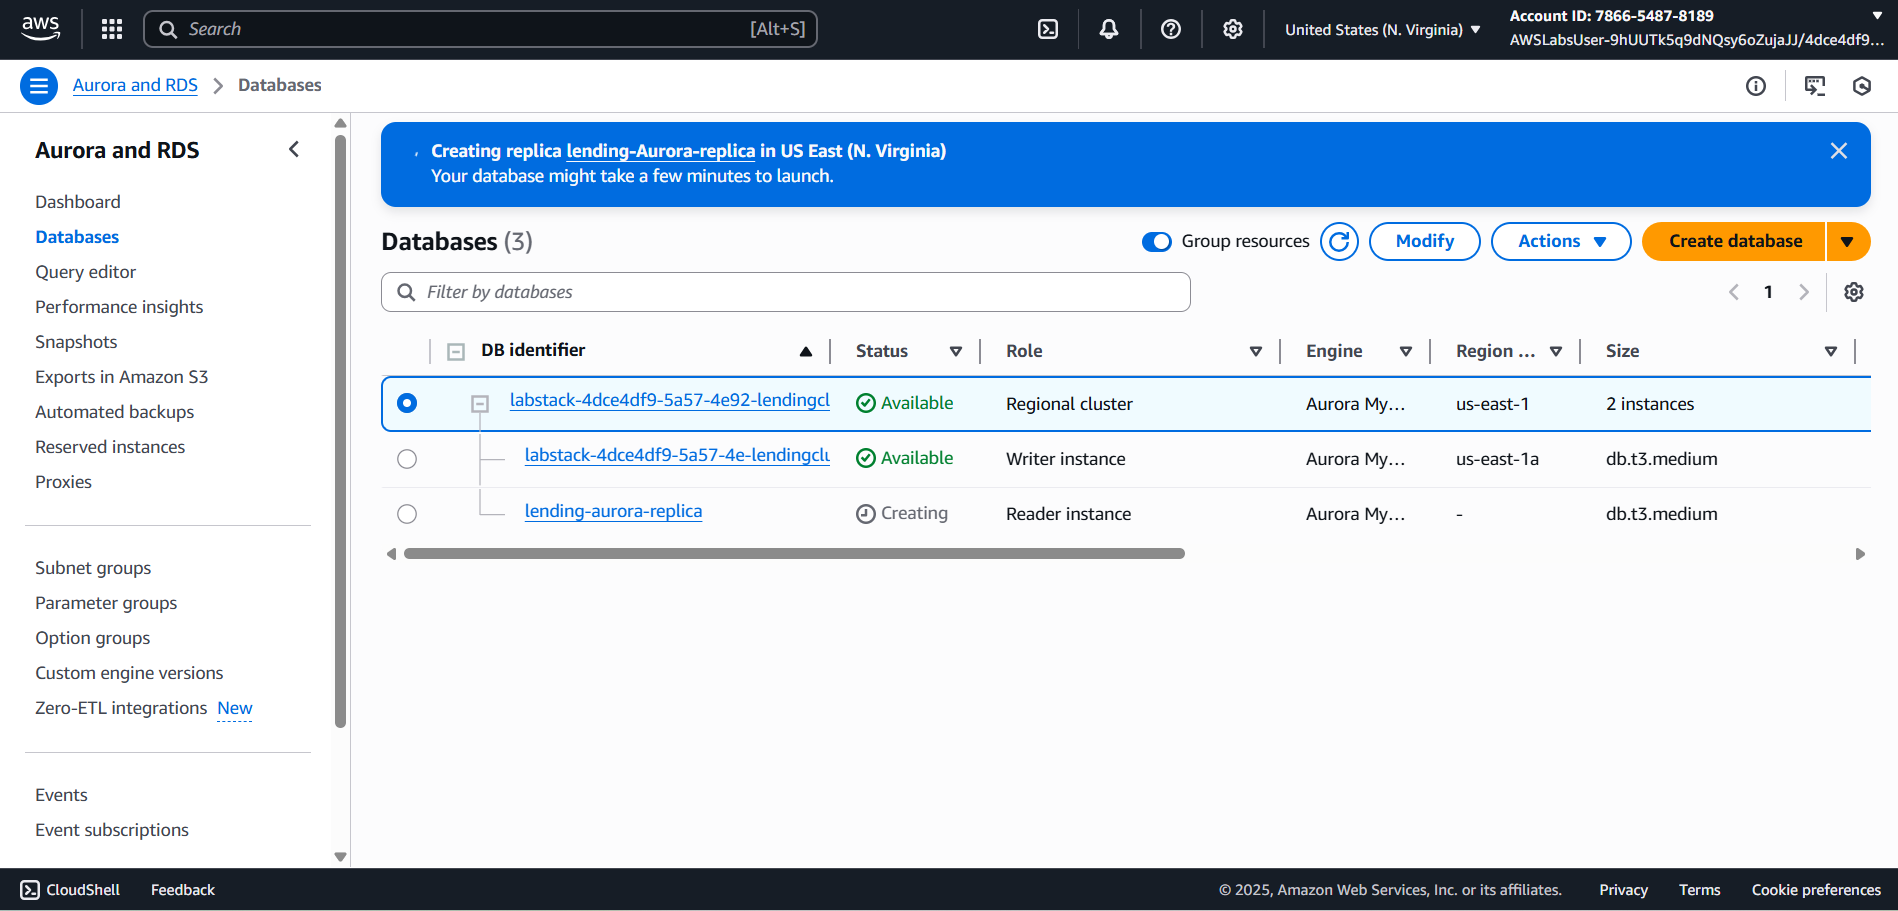 aws
Search [Alt+S]
United States (N. Virginia)
Account ID: 7866-5487-8189
AWSLabsUser-9hUUTk5q9dNQsy6oZujaJJ/4dce4df9...
Aurora and RDS > Databases
Aurora and RDS
Dashboard
Databases
Query editor
Performance insights
Snapshots
Exports in Amazon S3
Automated backups
Reserved instances
Proxies
Subnet groups
Parameter groups
Option groups
Custom engine versions
Zero-ETL integrations New
Events
Event subscriptions
Creating replica lending-Aurora-replica in US East (N. Virginia)
Your database might take a few minutes to launch.
Databases (3)
Group resources
Modify
Actions
Create database
Filter by databases
1
DB identifier Status Role Engine Region ... Size
labstack-4dce4df9-5a57-4e92-lendingcl Available Regional cluster Aurora My... us-east-1 2 instances
labstack-4dce4df9-5a57-4e-lendingclu Available Writer instance Aurora My... us-east-1a db.t3.medium
lending-aurora-replica Creating Reader instance Aurora My... - db.t3.medium
CloudShell Feedback © 2025, Amazon Web Services, Inc. or its affiliates. Privacy Terms Cookie preferences